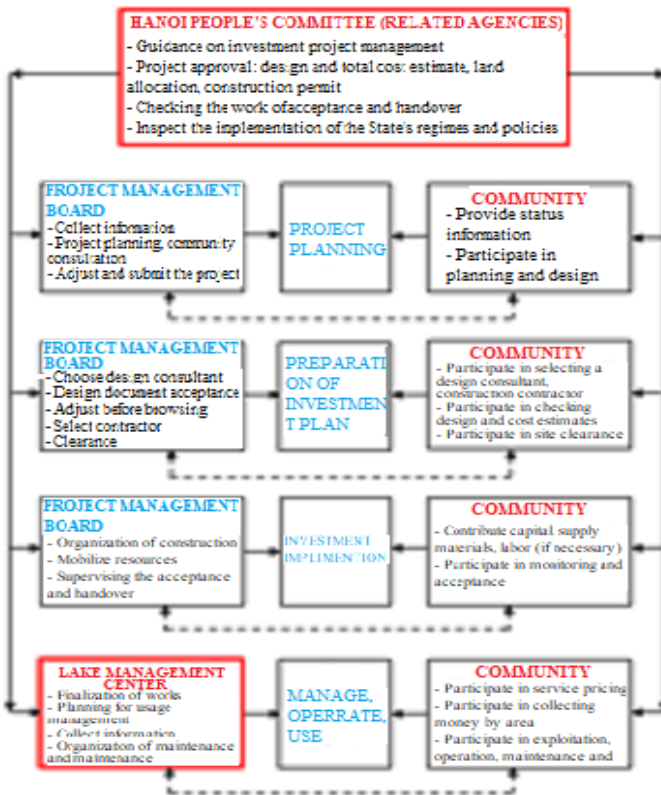 HANOI PEOPLE'S COMMITTEE (RELATED AGENCIES)
- Guidance on investment project management
- Project approval: design and total cost estimate, land
allocation, construction permit
- Checking the work of acceptance and handover
- Inspect the implementation of the State's regimes and policies
PROJECT MANAGEMENT
BOARD
- Collect information
- Project planning, community
consultation
- Adjust and submit the project
PROJECT
PLANNING
COMMUNITY
- Provide status
information
- Participate in
planning and design
PROJECT MANAGEMENT
BOARD
- Choose design consultant
- Design document acceptance
- Adjust before browsing
- Select contractor
- Clearance
PREPARATI
ON OF
INVESTMEN
T PLAN
COMMUNITY
- Participate in selecting a
design consultant,
construction contractor
- Participate in checking
design and cost estimates
- Participate in site clearance
PROJECT MANAGEMENT
BOARD
- Organization of construction
- Mobilize resources
- Supervising the acceptance
and handover
INVESTMENT
IMPLIMENTION
COMMUNITY
- Contribute capital, supply
materials, labor (if necessary)
- Participate in monitoring and
acceptance
LAKE MANAGEMENT
CENTER
- Finalization of works
- Planning for usage
management
- Collect information
- Organization of maintenance
and maintenance
MANAGE,
OPERRATE,
USE
COMMUNITY
- Participate in service pricing
- Participate in collecting
money by area
- Participate in exploitation,
operation, maintenance and